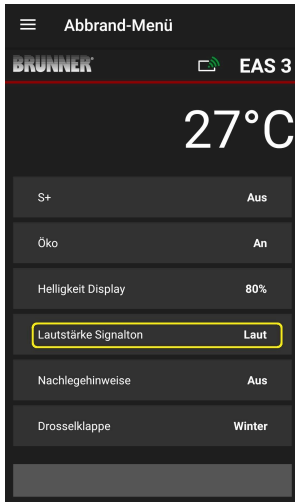 Abbrand-Menü
BRUNNER EAS 3
27°C
S+ Aus
Öko An
Helligkeit Display 80%
Lautstärke Signalton Laut
Nachlegehinweise Aus
Drosselklappe Winter